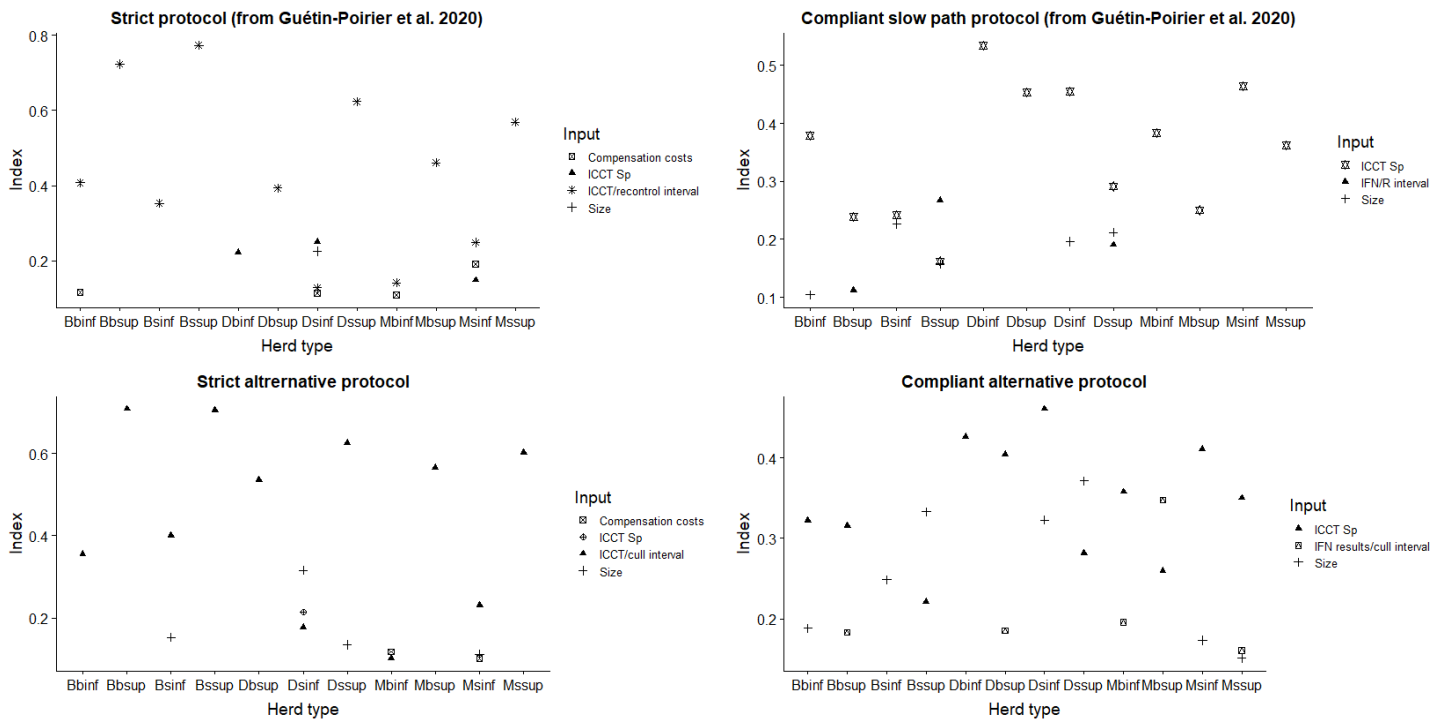 Strict protocol (from Guétin-Poirier et al. 2020)
0.8
0.6
0.4
0.2
Index
Bbinf Bbsup Bsinf Bssup Dbinf Dbsup Dsinf Dssup Mbinf Mbsup Msinf Mssup
Herd type
Input
Compensation costs
ICCT Sp
ICCT/recontrol interval
Size
Compliant slow path protocol (from Guétin-Poirier et al. 2020)
0.5
0.4
0.3
0.2
0.1
Index
Bbinf Bbsup Bsinf Bssup Dbinf Dbsup Dsinf Dssup Mbinf Mbsup Msinf Mssup
Herd type
Input
ICCT Sp
IFN/R interval
Size
Strict altrernative protocol
0.6
0.4
0.2
Index
Bbinf Bbsup Bsinf Bssup Dbsup Dsinf Dssup Mbinf Mbsup Msinf Mssup
Herd type
Input
Compensation costs
ICCT Sp
ICCT/cull interval
Size
Compliant alternative protocol
0.4
0.3
0.2
Index
Bbinf Bbsup Bsinf Bssup Dbinf Dbsup Dsinf Dssup Mbinf Mbsup Msinf Mssup
Herd type
Input
ICCT Sp
IFN results/cull interval
Size